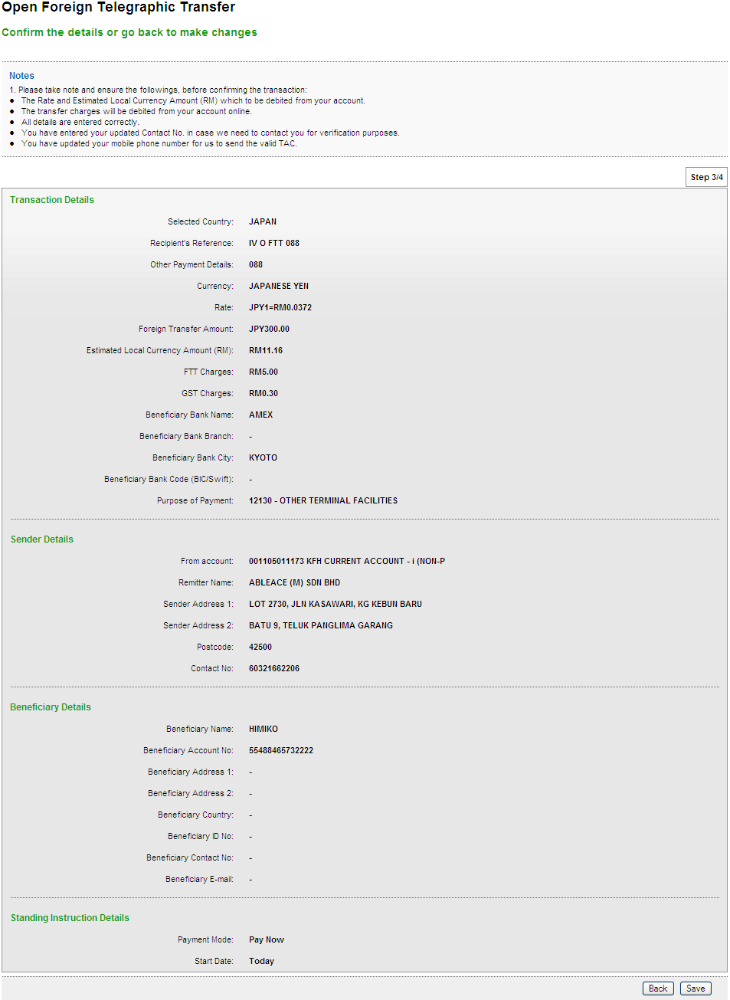 Open Foreign Telegraphic Transfer
Confirm the details or go back to make changes
Notes
1. Please take note and ensure the followings, before confirming the transaction:
● The Rate and Estimated Local Currency Amount (RM) which to be debited from your account.
● The transfer charges will be debited from your account online.
● All details are entered correctly.
● You have entered your updated Contact No. in case we need to contact you for verification purposes.
● You have updated your mobile phone number for us to send the valid TAC.
Step 3/4
Transaction Details
Selected Country: JAPAN
Recipient's Reference: IV O FTT 088
Other Payment Details: 088
Currency: JAPANESE YEN
Rate: JPY1=RM0.0372
Foreign Transfer Amount: JPY300.00
Estimated Local Currency Amount (RM): RM11.16
FTT Charges: RM5.00
GST Charges: RM0.30
Beneficiary Bank Name: AMEX
Beneficiary Bank Branch: -
Beneficiary Bank City: KYOTO
Beneficiary Bank Code (BIC/Swift): -
Purpose of Payment: 12130 - OTHER TERMINAL FACILITIES
Sender Details
From account: 001105011173 KFH CURRENT ACCOUNT - i (NON-P
Remitter Name: ABLEACE (M) SDN BHD
Sender Address 1: LOT 2730, JLN KASAWARI, KG KEBUN BARU
Sender Address 2: BATU 9, TELUK PANGLIMA GARANG
Postcode: 42500
Contact No: 60321662206
Beneficiary Details
Beneficiary Name: HIMIKO
Beneficiary Account No: 55488465732222
Beneficiary Address 1: -
Beneficiary Address 2: -
Beneficiary Country: -
Beneficiary ID No: -
Beneficiary Contact No: -
Beneficiary E-mail: -
Standing Instruction Details
Payment Mode: Pay Now
Start Date: Today
Back Save